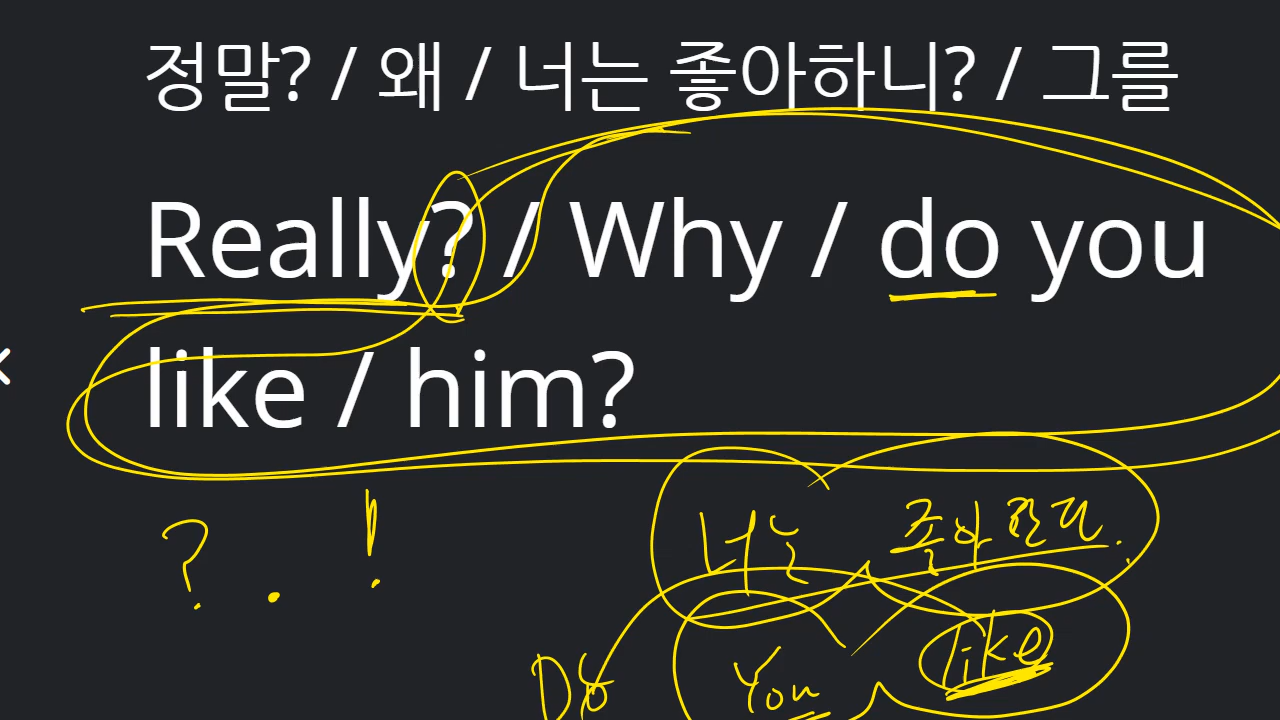 정말? / 왜 / 너는 좋아하니? / 그를
Really? / Why / do you
like / him?
? . !
너는 좋아한다.
Do You like